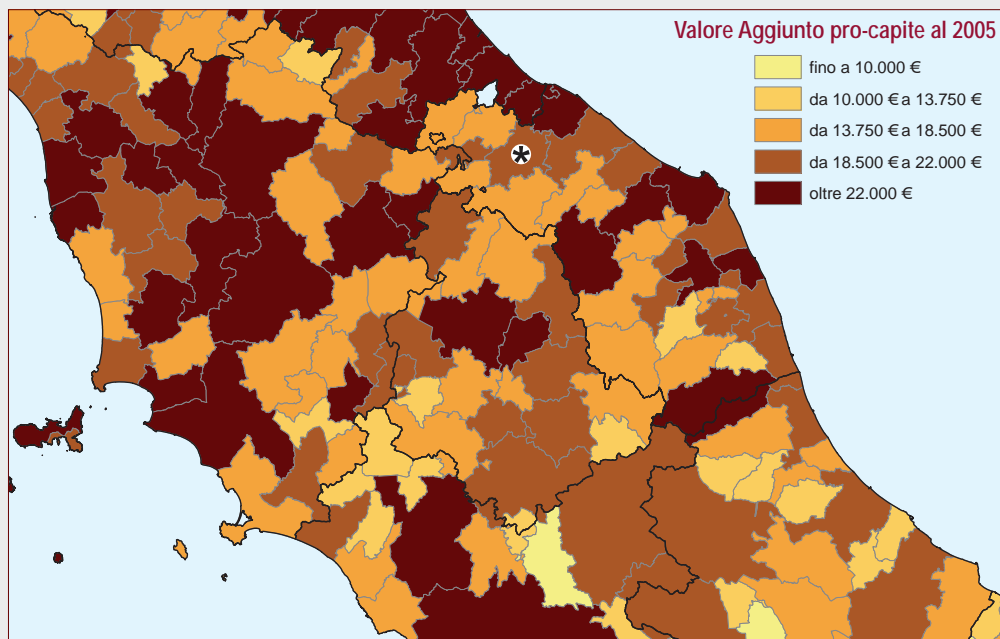 Valore Aggiunto pro-capite al 2005
fino a 10.000 €
da 10.000 € a 13.750 €
da 13.750 € a 18.500 €
da 18.500 € a 22.000 €
oltre 22.000 €
*